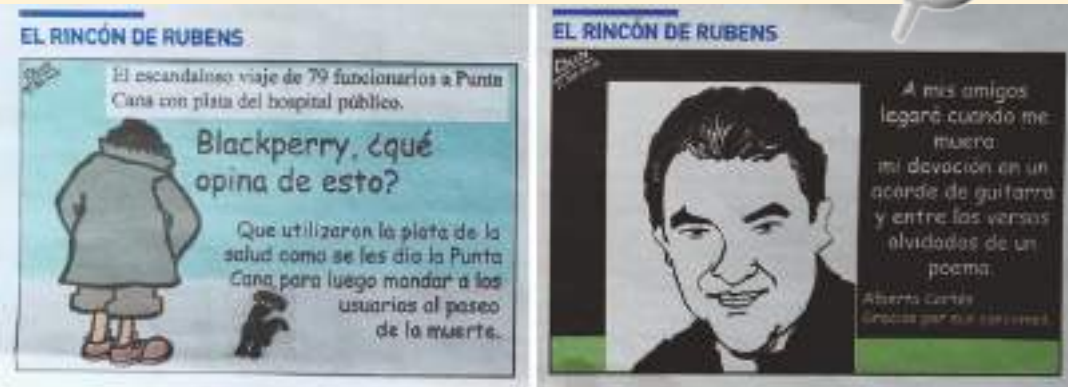 EL RINCÓN DE RUBENS
El escandaloso viaje de 79 funcionarios a Punta
Cana con plata del hospital público.
Blackperry, ¿qué
opina de esto?
Que utilizaron la plata de la
salud como se les dio la Punta
Cana para luego mandar a los
usuarios al paseo
de la muerte.
EL RINCÓN DE RUBENS
A mis amigos
legaré cuando me
muera
mi devoción en un
acorde de guitarra
y entre los versos
olvidados de un
poema
Alberto Cortés
Gracias por sus canciones